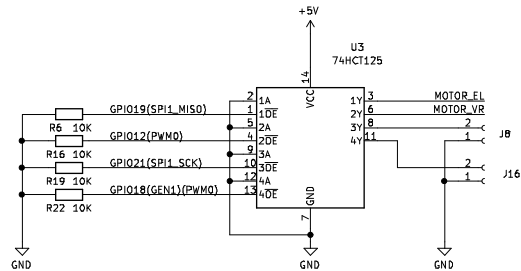 +5V
U3
74HCT125
14
VCC
2 1A 1Y 3 MOTOR_EL
GPIO19(SPI1_MISO) 1 1OE 2Y 6 MOTOR_VR
R6 10K 5 2A 3Y 8 2
GPIO12(PWM0) 4 2OE 4Y 11 1 J8
R16 10K 9 3A
GPIO21(SPI1_SCK) 10 3OE 2
R19 10K 12 4A 1 J16
GPIO18(GEN1)(PWM0) 13 4OE
R22 10K
GND
7
GND GND GND